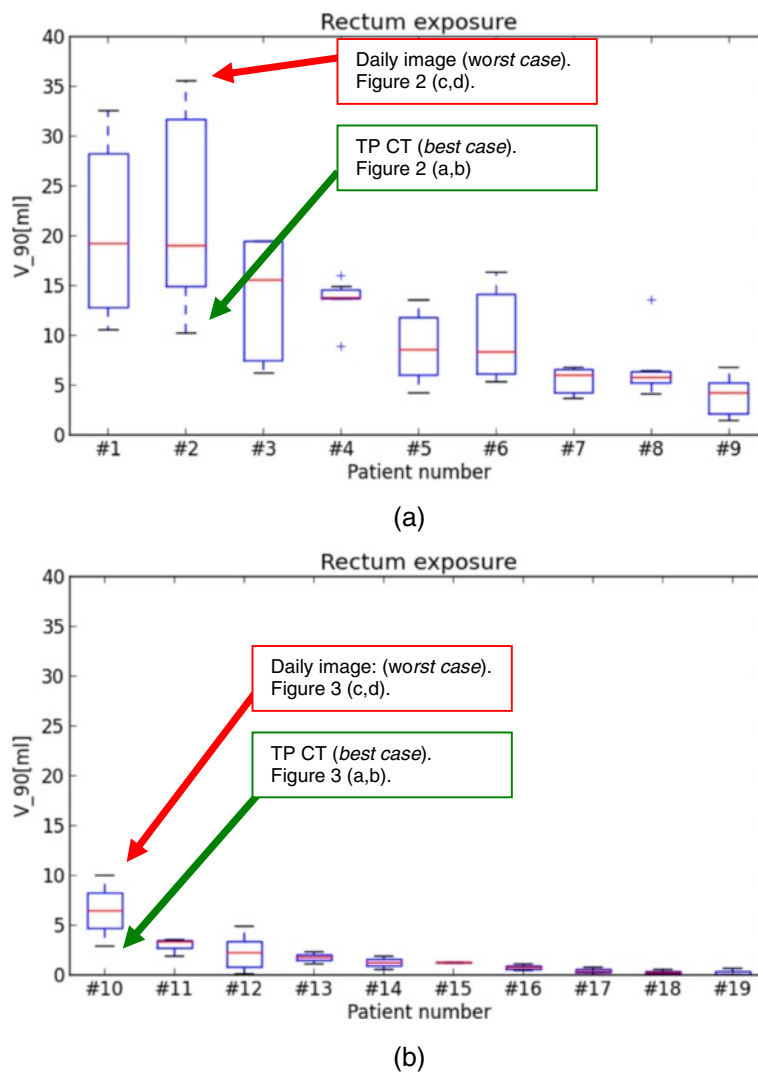 Rectum exposure
Daily image (worst case).
Figure 2 (c,d).
TP CT (best case).
Figure 2 (a,b)
V_90[ml]
40
35
30
25
20
15
10
5
0
#1 #2 #3 #4 #5 #6 #7 #8 #9
Patient number
(a)
Rectum exposure
Daily image: (worst case).
Figure 3 (c,d).
TP CT (best case).
Figure 3 (a,b).
V_90[ml]
40
35
30
25
20
15
10
5
0
#10 #11 #12 #13 #14 #15 #16 #17 #18 #19
Patient number
(b)